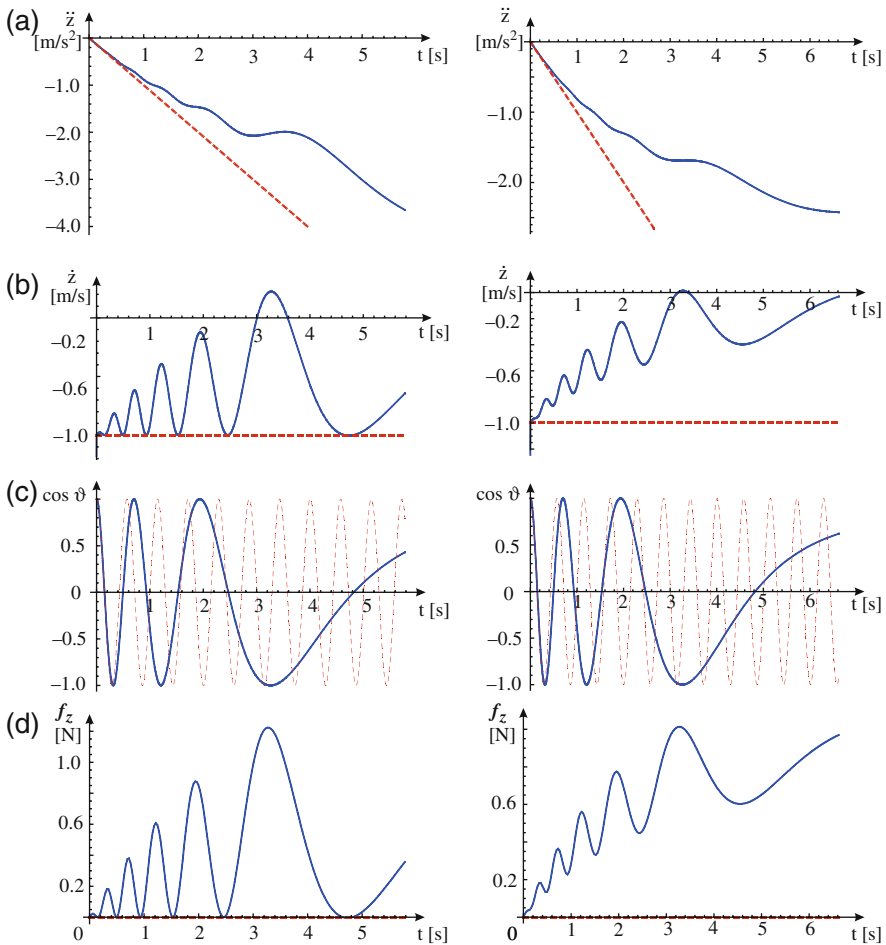 (a) z̈ z̈
[m/s²] [m/s²]
1 2 3 4 5 t [s] 1 2 3 4 5 6 t [s]
−1.0 −1.0
−2.0 −2.0
−3.0
−4.0
(b) ż ż
[m/s] [m/s]
1 2 3 4 5 t [s] 1 2 3 4 5 6 t [s]
−0.2 −0.2
−0.6 −0.6
−1.0 −1.0
(c) cos ϑ cos ϑ
0.5 0.5
0 1 2 3 4 5 t [s] 0 1 2 3 4 5 6 t [s]
−0.5 −0.5
−1.0 −1.0
(d) f_z f_z
[N] [N]
1.0 1.0
0.6 0.6
0.2 0.2
0 1 2 3 4 5 t [s] 0 1 2 3 4 5 6 t [s]